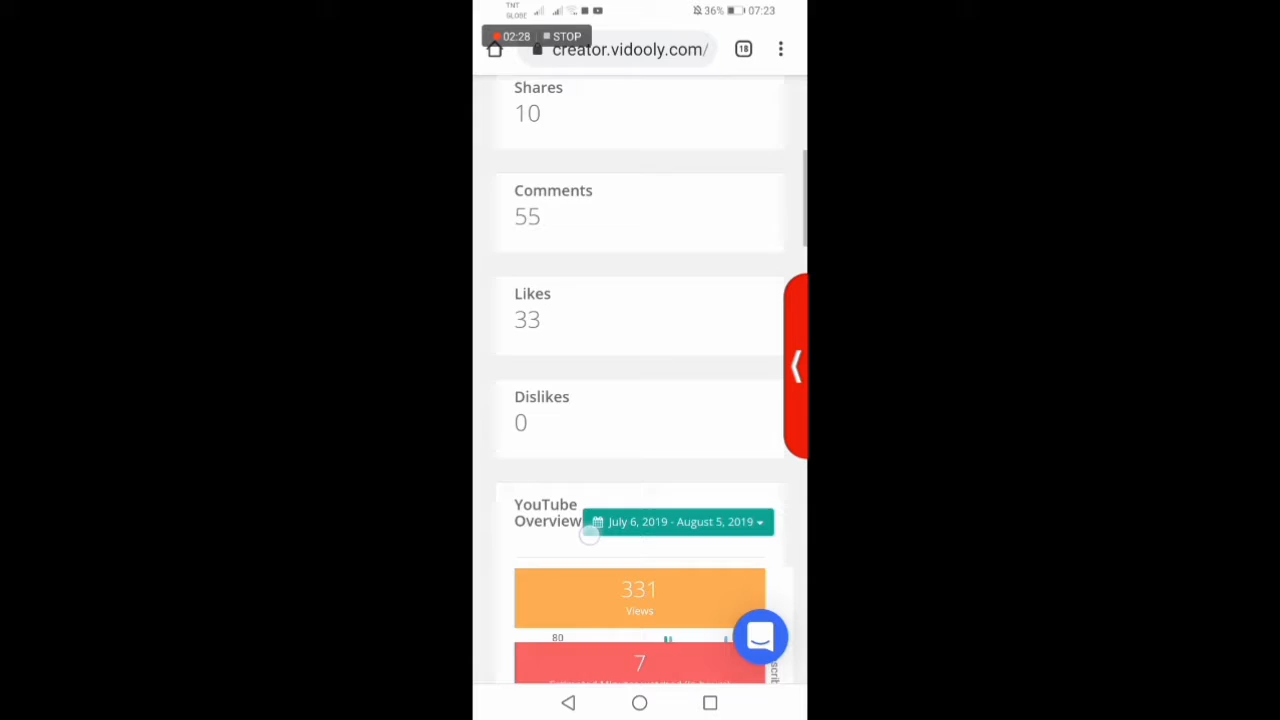 TNT
GLOBE
36% 07:23
02:28 STOP
creator.vidooly.com/
18
Shares
10
Comments
55
Likes
33
Dislikes
0
YouTube
Overview
July 6, 2019 - August 5, 2019
331
Views
80
7